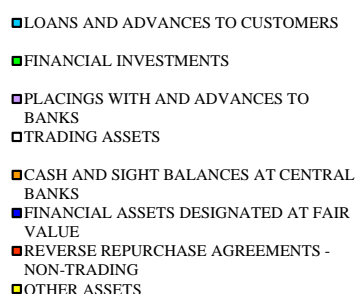 LOANS AND ADVANCES TO CUSTOMERS
FINANCIAL INVESTMENTS
PLACINGS WITH AND ADVANCES TO
BANKS
TRADING ASSETS
CASH AND SIGHT BALANCES AT CENTRAL
BANKS
FINANCIAL ASSETS DESIGNATED AT FAIR
VALUE
REVERSE REPURCHASE AGREEMENTS -
NON-TRADING
OTHER ASSETS